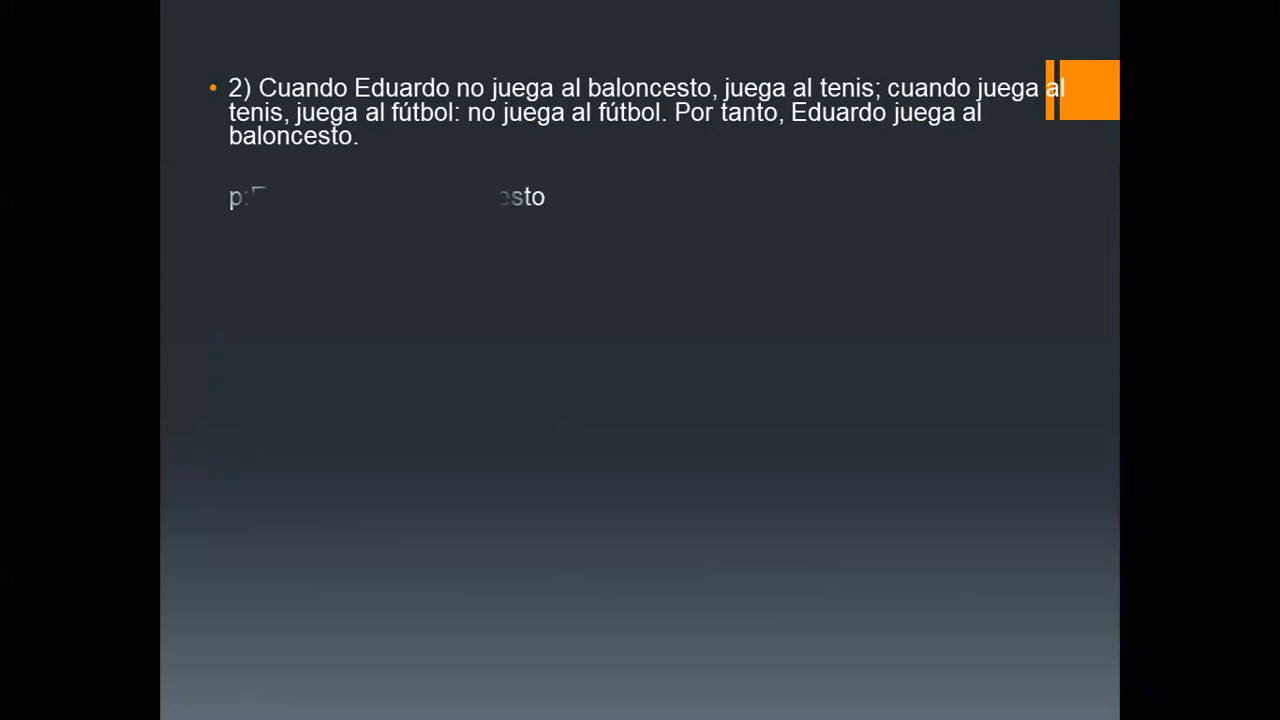 • 2) Cuando Eduardo no juega al baloncesto, juega al tenis; cuando juega al
tenis, juega al fútbol: no juega al fútbol. Por tanto, Eduardo juega al
baloncesto.
p: